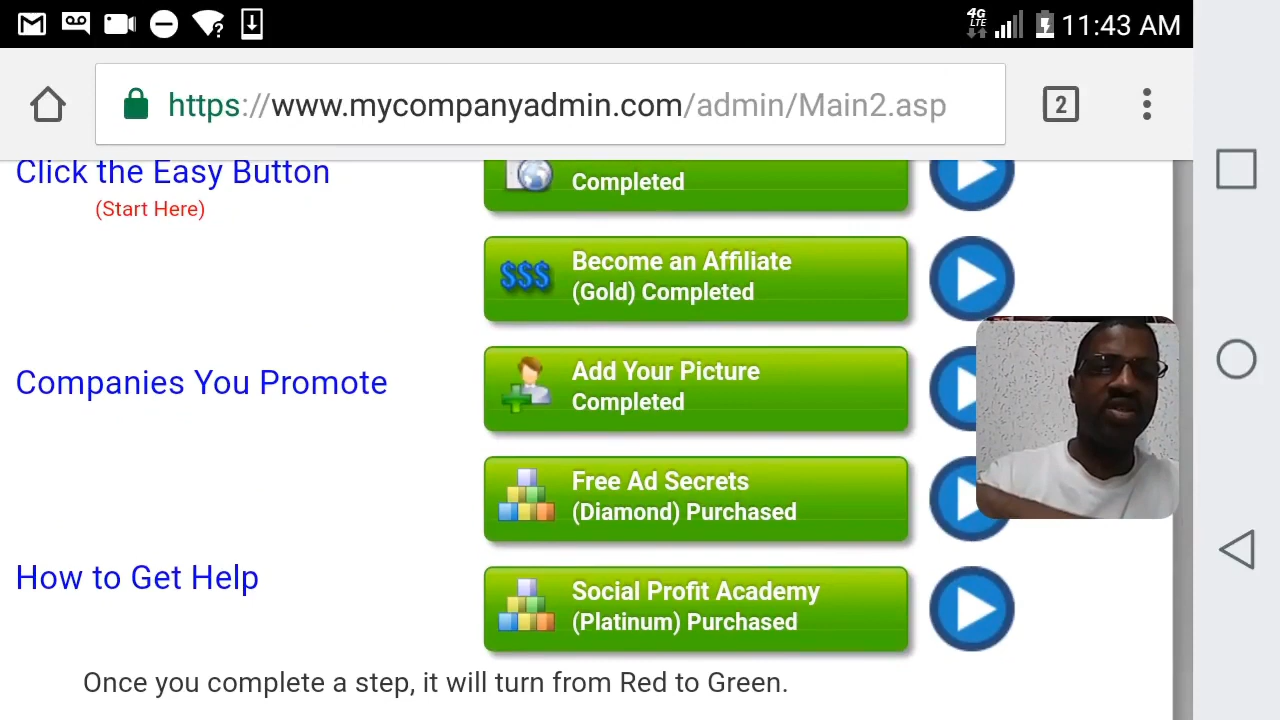 4G
LTE
11:43 AM
https://www.mycompanyadmin.com/admin/Main2.asp
2
Click the Easy Button
(Start Here)
Completed
$$$
Become an Affiliate
(Gold) Completed
Companies You Promote
Add Your Picture
Completed
Free Ad Secrets
(Diamond) Purchased
How to Get Help
Social Profit Academy
(Platinum) Purchased
Once you complete a step, it will turn from Red to Green.